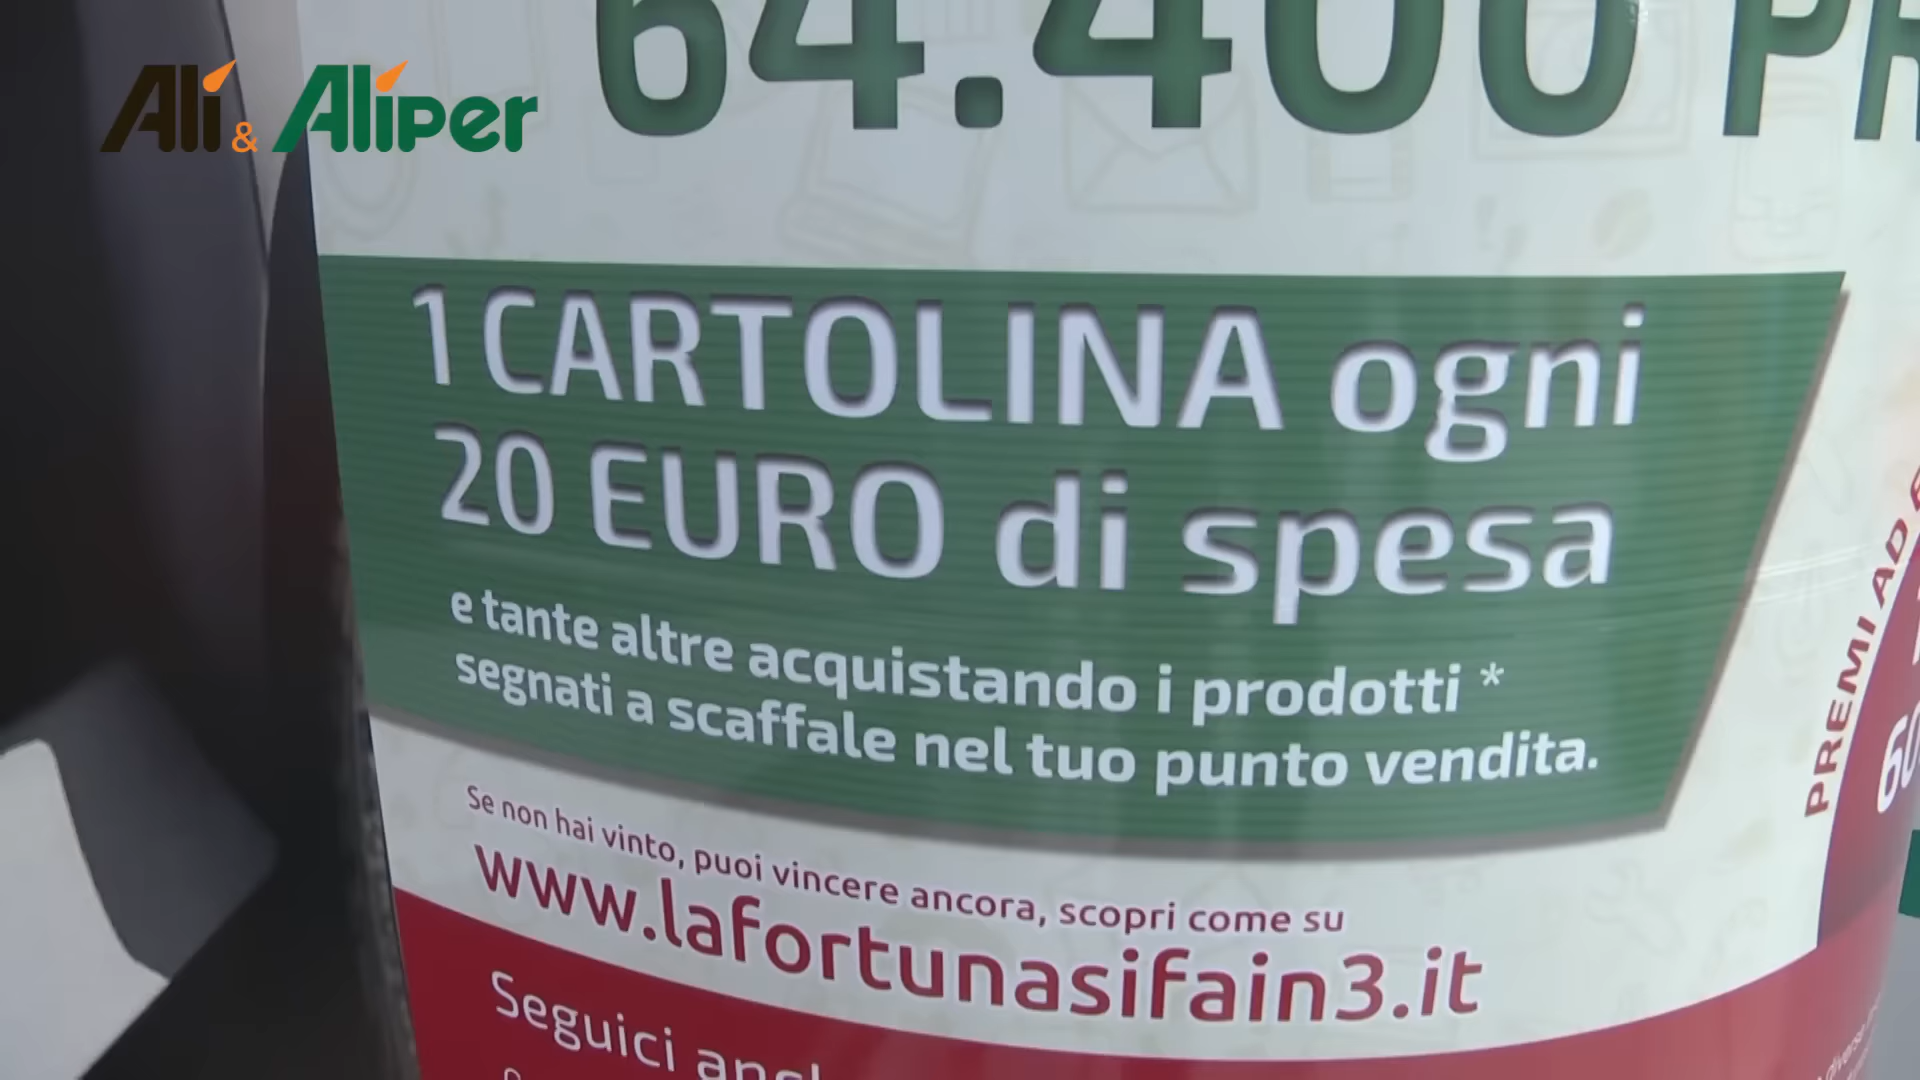 Alì & Alìper
64.400
1 CARTOLINA ogni
20 EURO di spesa
e tante altre acquistando i prodotti *
segnati a scaffale nel tuo punto vendita.
Se non hai vinto, puoi vincere ancora, scopri come su
www.lafortunasifain3.it
Seguici
PREMI AD